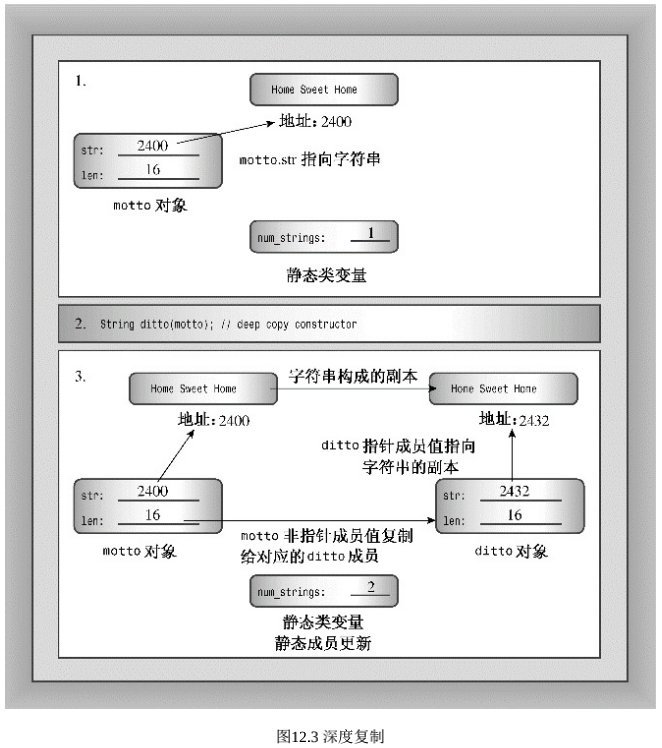 1.
Home Sweet Home
地址: 2400
str: 2400
len: 16
motto.str 指向字符串
motto 对象
num_strings: 1
静态类变量
2. String ditto(motto); // deep copy constructor
3.
Home Sweet Home
字符串构成的副本
Home Sweet Home
地址:2400
地址:2432
ditto 指针成员值指向
字符串的副本
str: 2400
len: 16
str: 2432
len: 16
motto 非指针成员值复制
给对应的ditto 成员
motto 对象
ditto 对象
num_strings: 2
静态类变量
静态成员更新
图12.3 深度复制